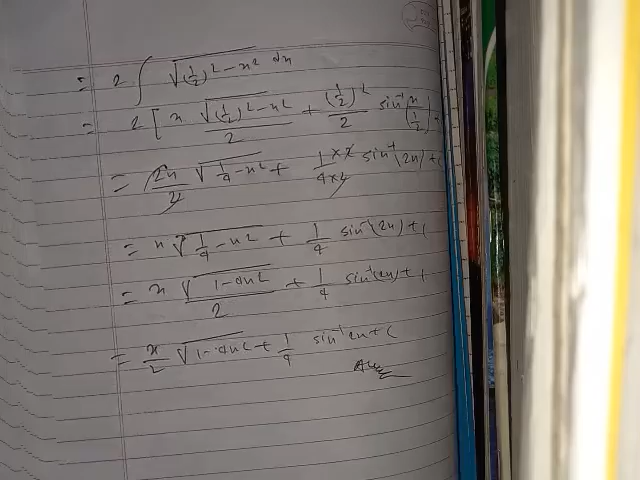 = 2 ∫ √(1/2)² - x² dx
= 2 [ x √(1/2)² - x² / 2 + (1/2)² / 2 sin⁻¹ x / (1/2) ]
= 2x/2 √1/4 - x² + 1×2 / 4×2 sin⁻¹(2x) + c
= x √1/4 - x² + 1/4 sin⁻¹(2x) + c
= x √1-4x² / 2 + 1/4 sin⁻¹(2x) + c
= x/2 √1-4x² + 1/4 sin⁻¹ 2x + c